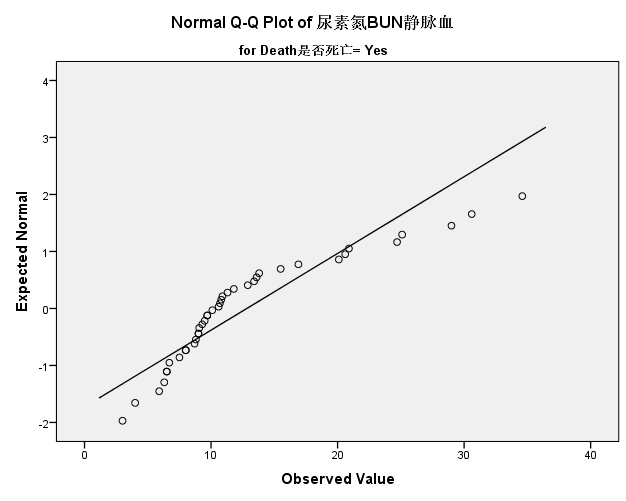 Normal Q-Q Plot of 尿素氮BUN静脉血
for Death是否死亡= Yes
4
3
2
1
0
-1
-2
Expected Normal
0 10 20 30 40
Observed Value